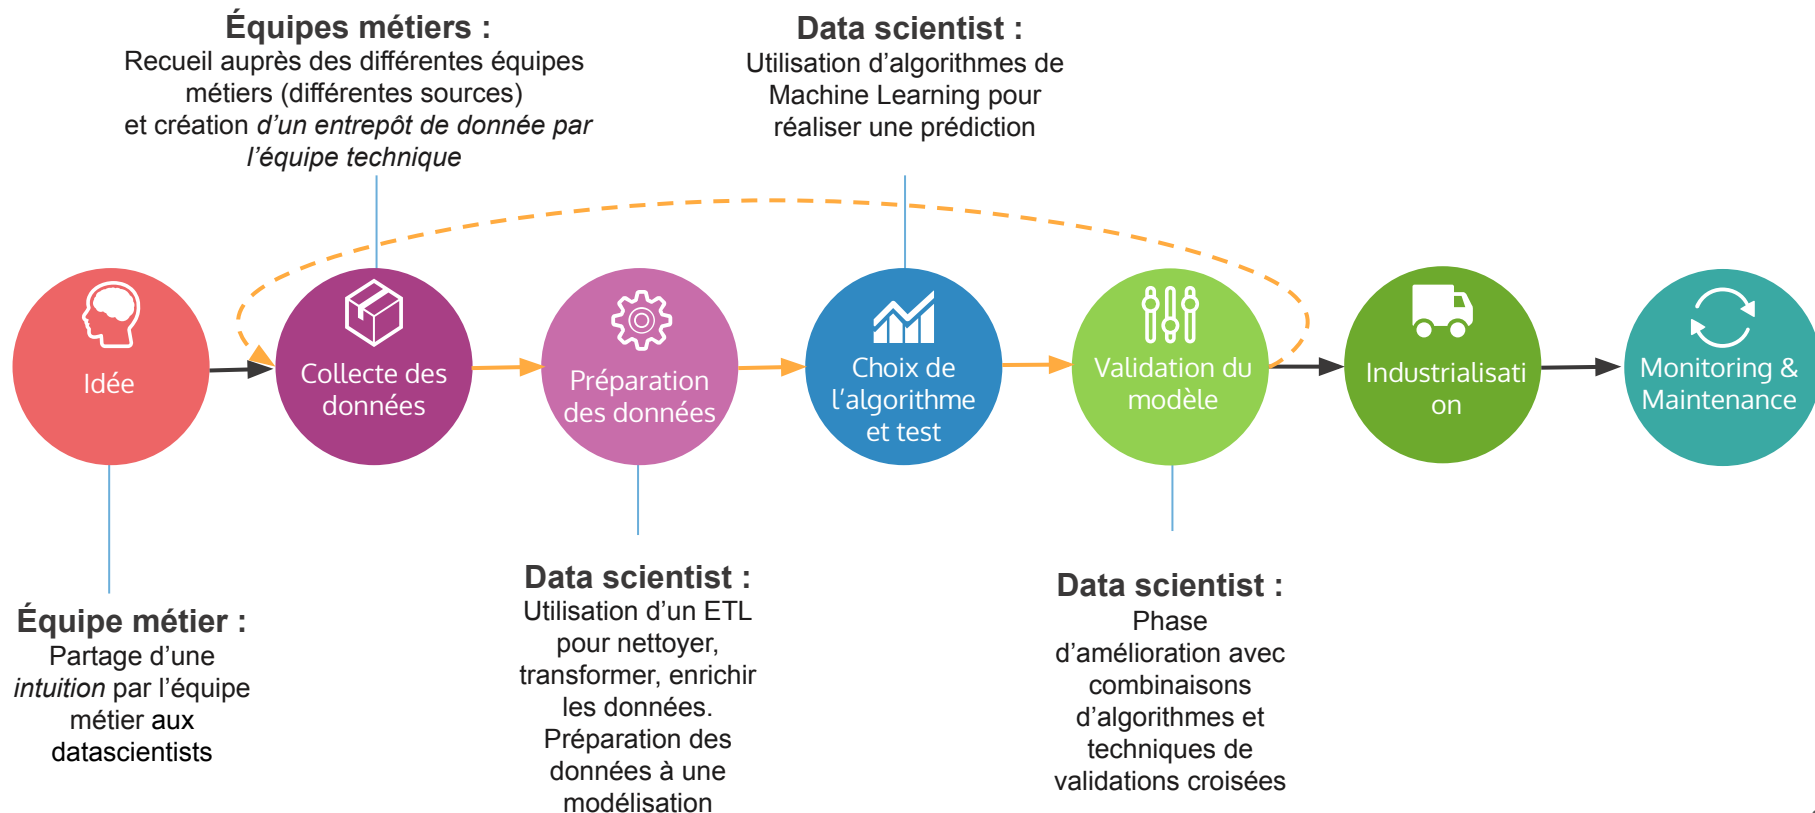 Équipes métiers :
Recueil auprès des différentes équipes
métiers (différentes sources)
et création d’un entrepôt de donnée par
l’équipe technique
Data scientist :
Utilisation d’algorithmes de
Machine Learning pour
réaliser une prédiction
Idée
Collecte des
données
Préparation
des données
Choix de
l’algorithme
et test
Validation du
modèle
Industrialisati
on
Monitoring &
Maintenance
Équipe métier :
Partage d’une
intuition par l’équipe
métier aux
datascientists
Data scientist :
Utilisation d’un ETL
pour nettoyer,
transformer, enrichir
les données.
Préparation des
données à une
modélisation
Data scientist :
Phase
d’amélioration avec
combinaisons
d’algorithmes et
techniques de
validations croisées